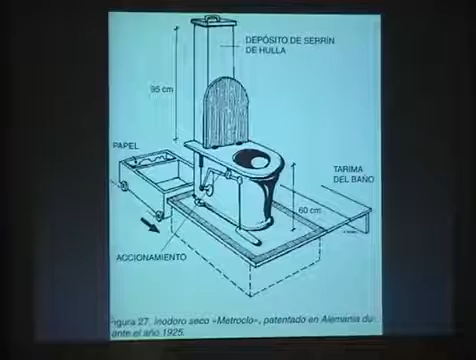 DEPÓSITO DE SERRÍN
DE HULLA
95 cm
PAPEL
TARIMA
DEL BAÑO
60 cm
ACCIONAMIENTO
igura 27. Inodoro seco «Metroclo», patentado en Alemania du-
ante el año 1925.